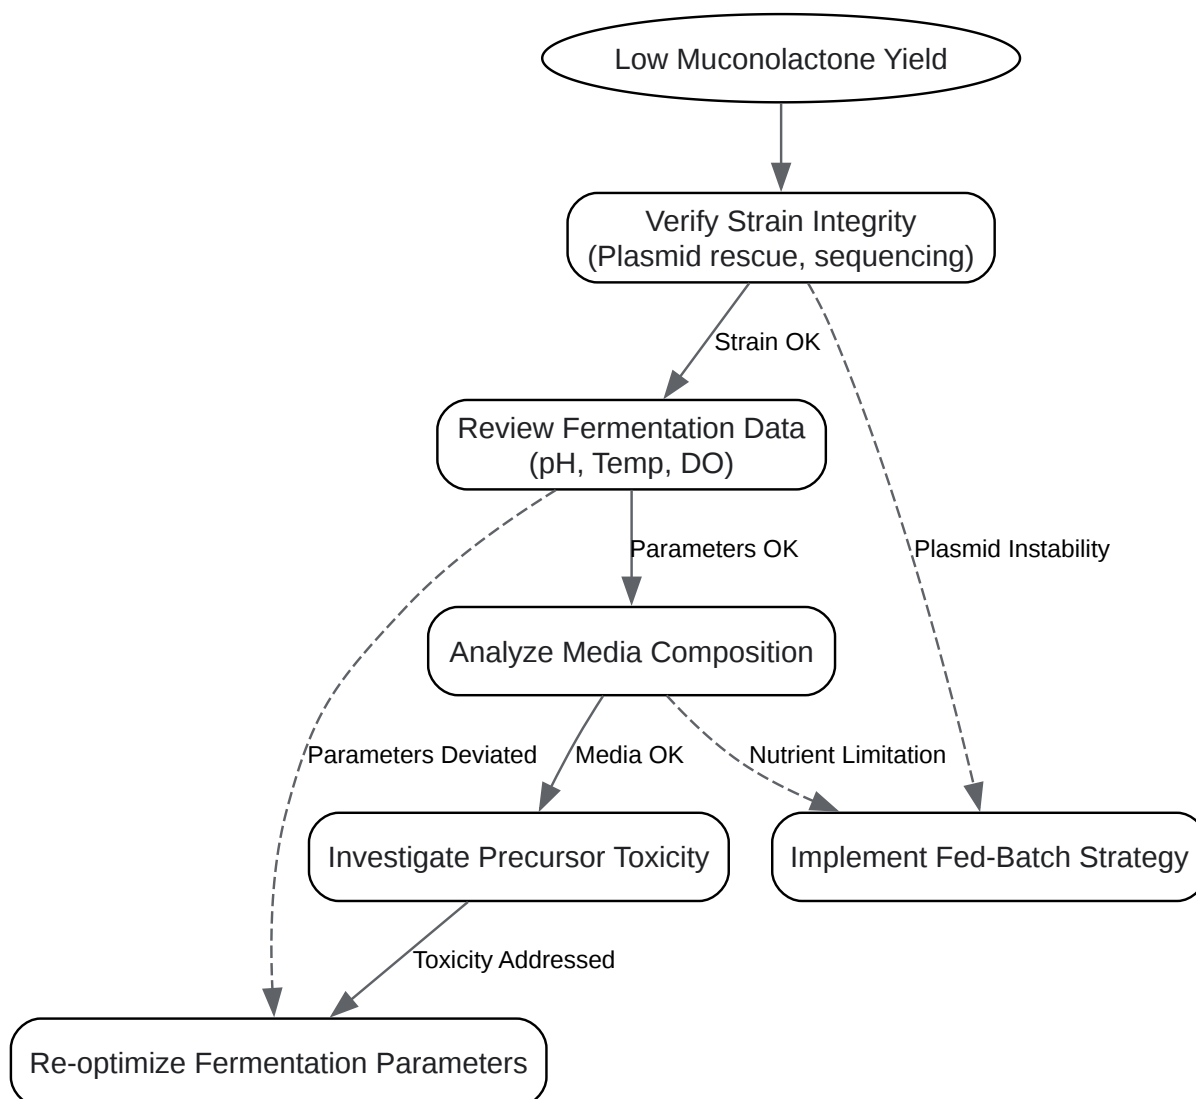 Low Muconolactone Yield
Verify Strain Integrity
(Plasmid rescue, sequencing)
Strain OK
Review Fermentation Data
(pH, Temp, DO)
Parameters OK
Plasmid Instability
Analyze Media Composition
Parameters Deviated
Media OK
Nutrient Limitation
Investigate Precursor Toxicity
Implement Fed-Batch Strategy
Toxicity Addressed
Re-optimize Fermentation Parameters